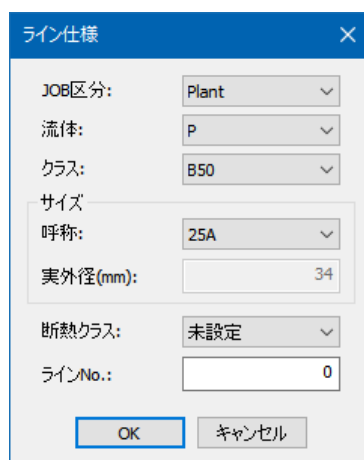 ライン仕様
JOB区分: Plant
流体: P
クラス: B50
サイズ
呼称: 25A
実外径(mm): 34
断熱クラス: 未設定
ラインNo.: 0
OK キャンセル